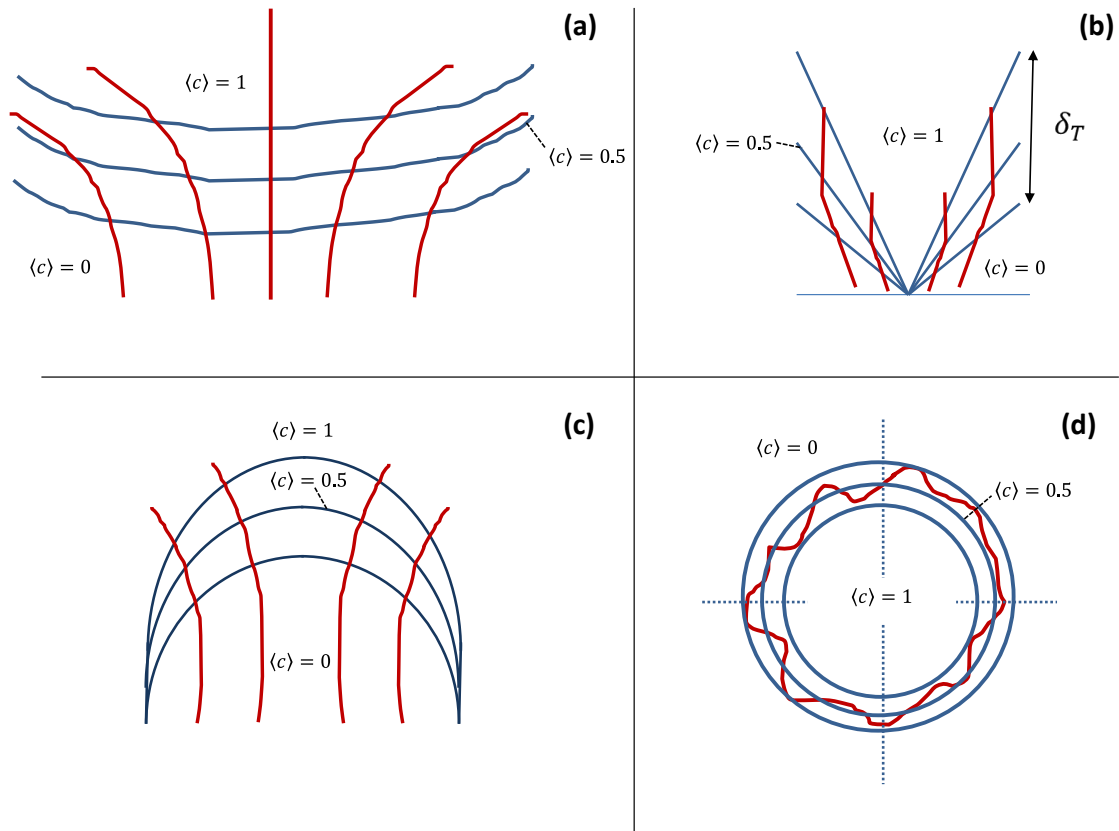 (a)
⟨c⟩ = 1
⟨c⟩ = 0.5
⟨c⟩ = 0
(b)
⟨c⟩ = 0.5
⟨c⟩ = 1
δ_T
⟨c⟩ = 0
(c)
⟨c⟩ = 1
⟨c⟩ = 0.5
⟨c⟩ = 0
(d)
⟨c⟩ = 0
⟨c⟩ = 0.5
⟨c⟩ = 1